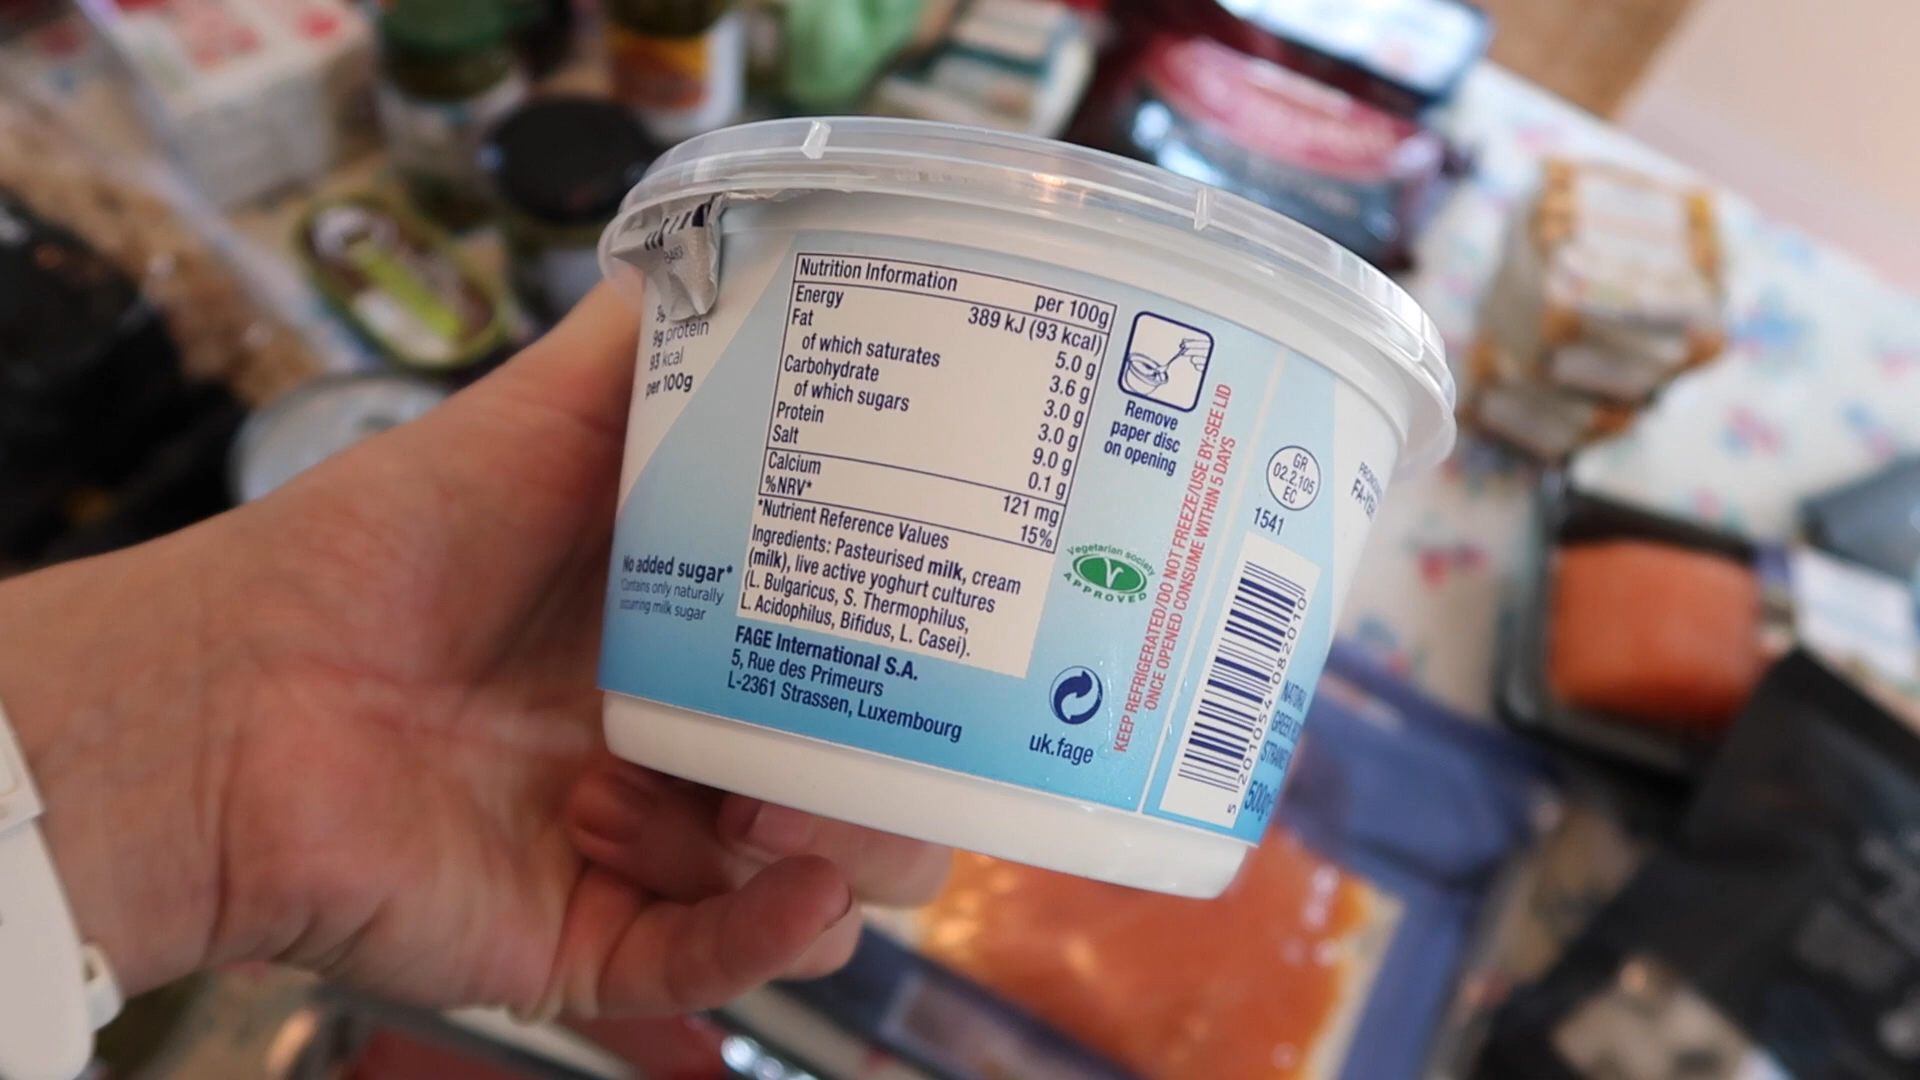 9g protein
93 kcal
per 100g
No added sugar*
*Contains only naturally
occurring milk sugar
Nutrition Information per 100g
Energy 389 kJ (93 kcal)
Fat 5.0 g
of which saturates 3.6 g
Carbohydrate 3.0 g
of which sugars 3.0 g
Protein 9.0 g
Salt 0.1 g
Calcium 121 mg
%NRV* 15%
*Nutrient Reference Values
Ingredients: Pasteurised milk, cream
(milk), live active yoghurt cultures
(L. Bulgaricus, S. Thermophilus,
L. Acidophilus, Bifidus, L. Casei).
FAGE International S.A.
5, Rue des Primeurs
L-2361 Strassen, Luxembourg
Remove
paper disc
on opening
Vegetarian society
APPROVED
uk.fage
KEEP REFRIGERATED/DO NOT FREEZE/USE BY:SEE LID
ONCE OPENED CONSUME WITHIN 5 DAYS
GR
02.2.105
EC
1541
5 201054 082010
500g